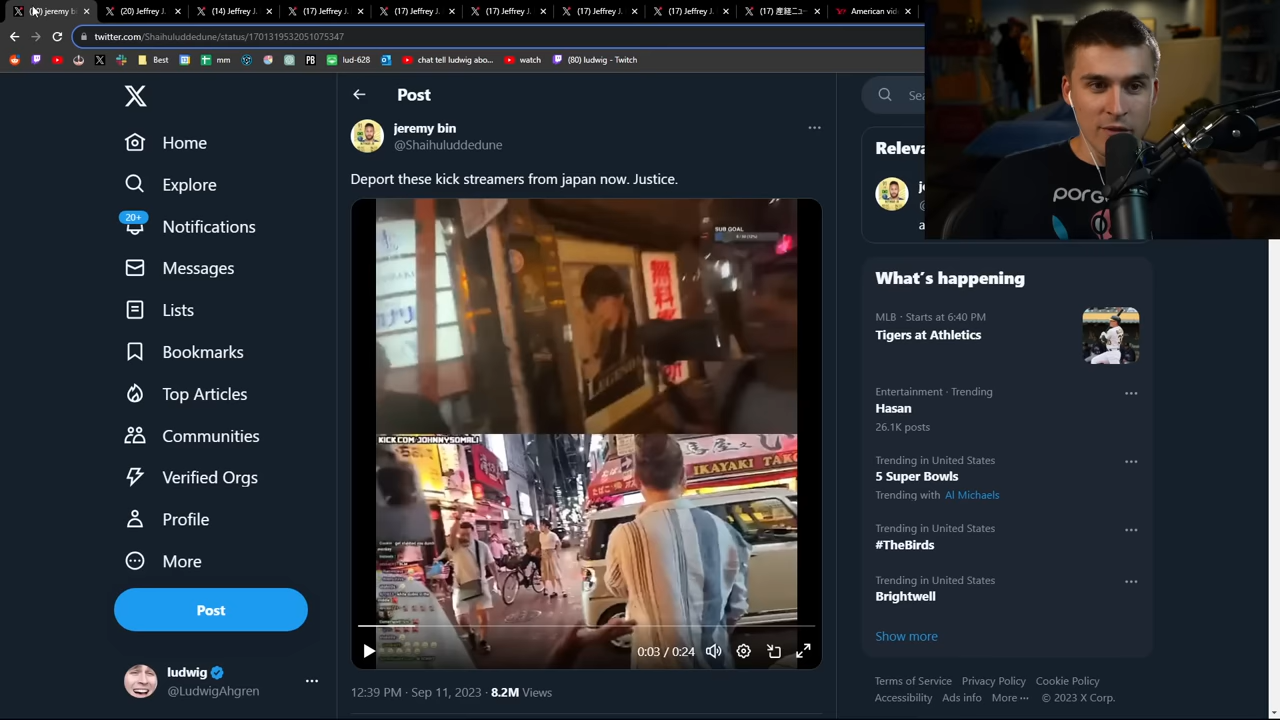 (20) Jeffrey J.
(14) Jeffrey J.
(17) Jeffrey J.
(17) Jeffrey J.
(17) Jeffrey J.
(17) Jeffrey J.
(17) Jeffrey J.
(17) 産経ニュ
American vid
twitter.com/Shaihuluddedune/status/1701319532051075347
Best
mm
PB
lud-628
chat tell ludwig abo...
watch
(80) ludwig - Twitch
Home
Explore
20+
Notifications
Messages
Lists
Bookmarks
Top Articles
Communities
Verified Orgs
Profile
More
Post
ludwig
@LudwigAhgren
Post
jeremy bin
@Shaihuluddedune
Deport these kick streamers from japan now. Justice.
SUB GOAL
無料
LEGEND
KICK.COM/JOHNNYSOMALI
IKAYAKI TAKO
0:03 / 0:24
12:39 PM · Sep 11, 2023 · 8.2M Views
Sea
Releva
What's happening
MLB · Starts at 6:40 PM
Tigers at Athletics
Entertainment · Trending
Hasan
26.1K posts
Trending in United States
5 Super Bowls
Trending with Al Michaels
Trending in United States
#TheBirds
Trending in United States
Brightwell
Show more
Terms of Service Privacy Policy Cookie Policy
Accessibility Ads info More ··· © 2023 X Corp.
porg